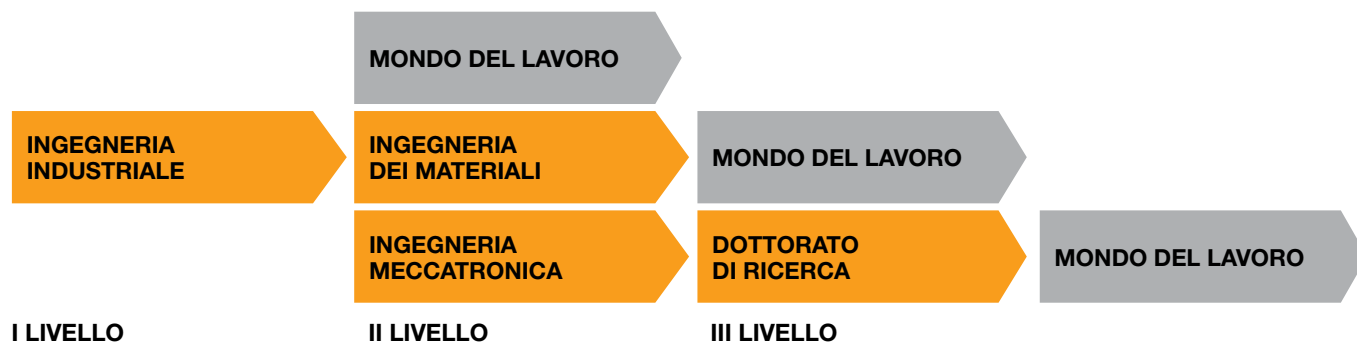 MONDO DEL LAVORO
INGEGNERIA
INDUSTRIALE
INGEGNERIA
DEI MATERIALI
MONDO DEL LAVORO
INGEGNERIA
MECCATRONICA
DOTTORATO
DI RICERCA
MONDO DEL LAVORO
I LIVELLO
II LIVELLO
III LIVELLO